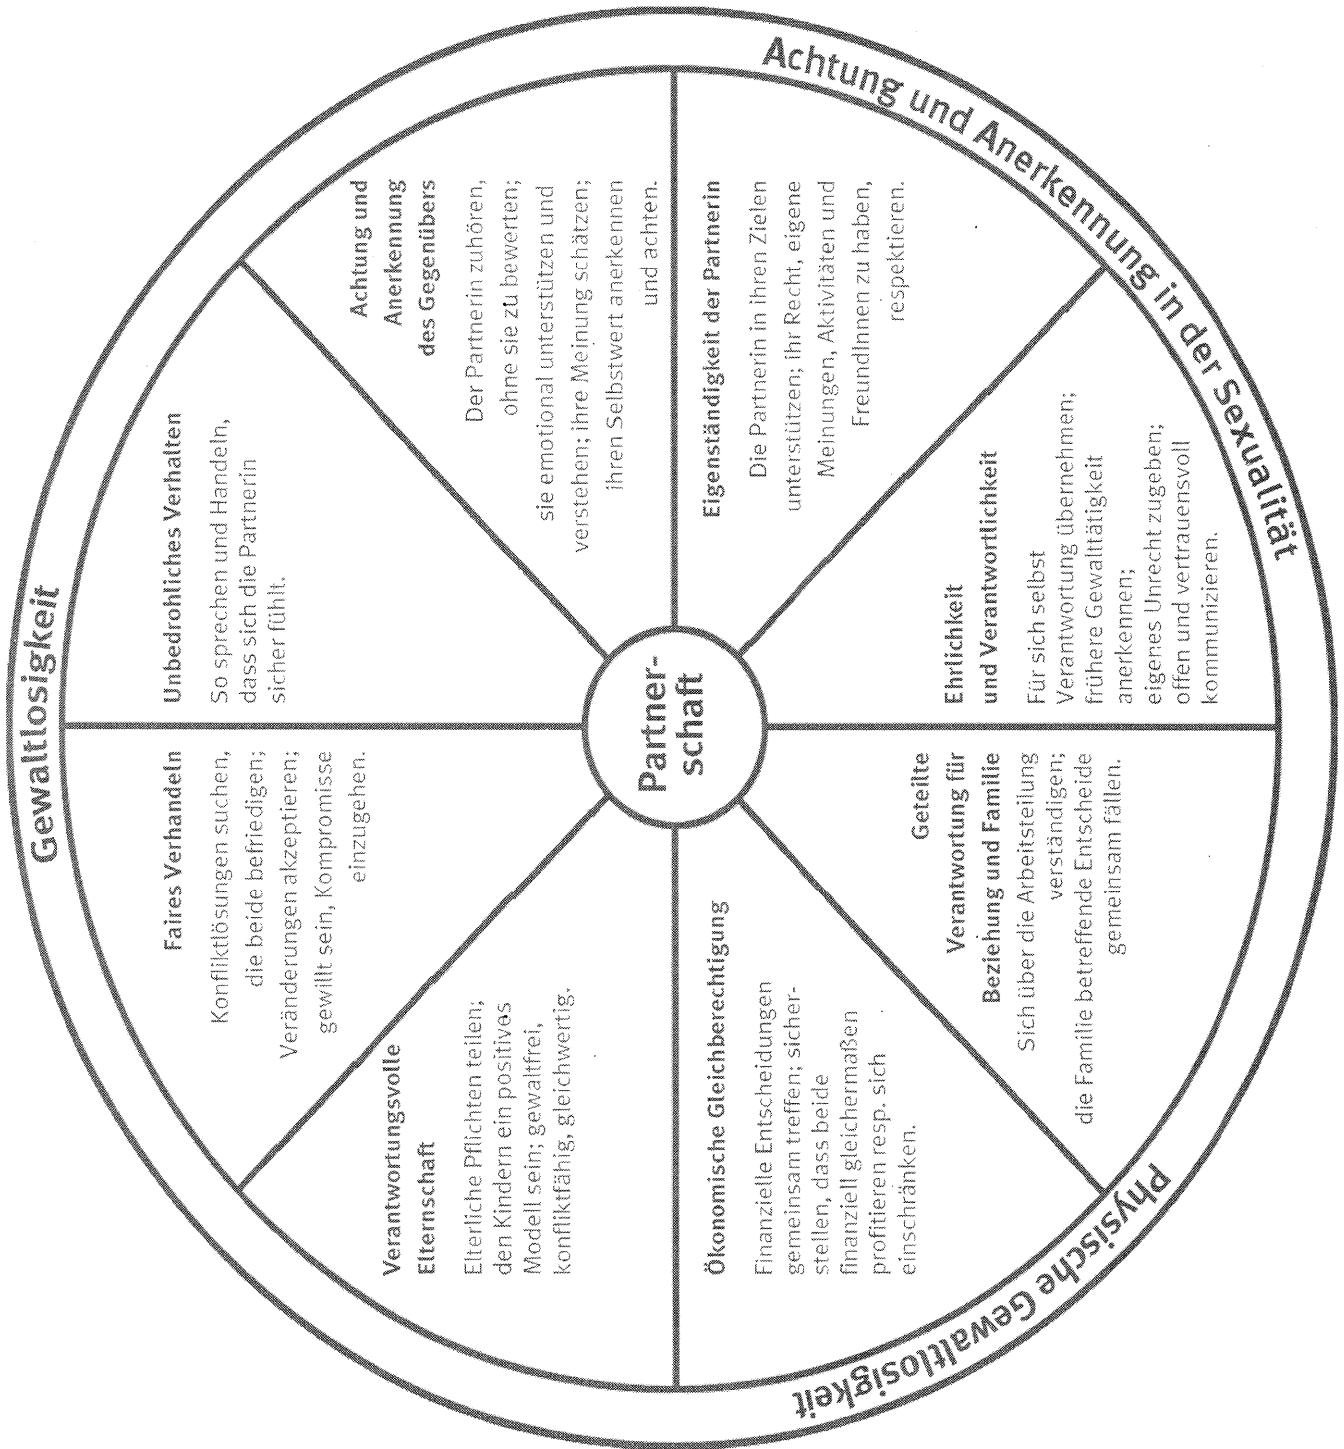 Gewaltlosigkeit
Faires Verhandeln
Konfliktlösungen suchen,
die beide befriedigen;
Veränderungen akzeptieren;
gewillt sein, Kompromisse
einzugehen.
Unbedrohliches Verhalten
So sprechen und Handeln,
dass sich die Partnerin
sicher fühlt.
Achtung und
Anerkennung
des Gegenübers
Der Partnerin zuhören,
ohne sie zu bewerten;
sie emotional unterstützen und
verstehen; ihre Meinung schätzen;
ihren Selbstwert anerkennen
und achten.
Eigenständigkeit der Partnerin
Die Partnerin in ihren Zielen
unterstützen; ihr Recht, eigene
Meinungen, Aktivitäten und
FreundInnen zu haben,
respektieren.
Ehrlichkeit
und Verantwortlichkeit
Für sich selbst
Verantwortung übernehmen;
frühere Gewalttätigkeit
anerkennen;
eigenes Unrecht zugeben;
offen und vertrauensvoll
kommunizieren.
Geteilte
Verantwortung für
Beziehung und Familie
Sich über die Arbeitsteilung
verständigen;
die Familie betreffende Entscheide
gemeinsam fällen.
Ökonomische Gleichberechtigung
Finanzielle Entscheidungen
gemeinsam treffen; sicher-
stellen, dass beide
finanziell gleichermaßen
profitieren resp. sich
einschränken.
Verantwortungsvolle
Elternschaft
Elterliche Pflichten teilen;
den Kindern ein positives
Modell sein; gewaltfrei,
konfliktfähig, gleichwertig.
Partner-
schaft
Achtung und Anerkennung in der Sexualität
Physische Gewaltlosigkeit